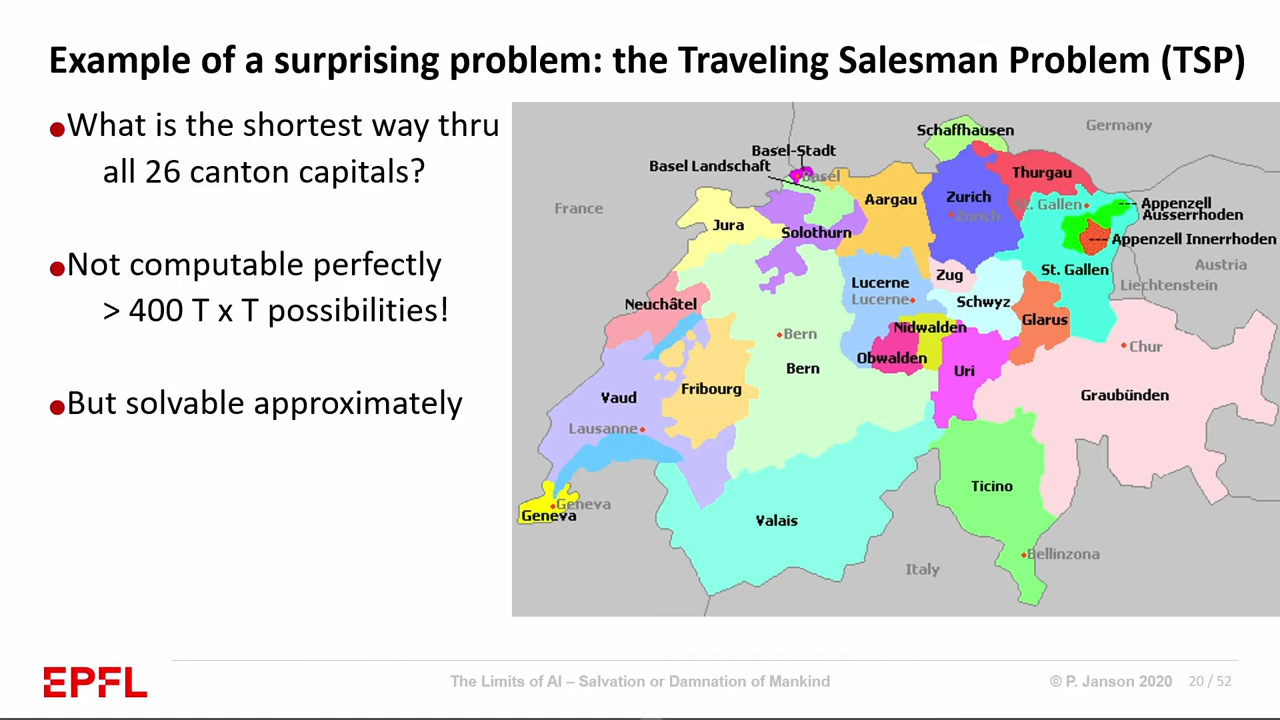 Example of a surprising problem: the Traveling Salesman Problem (TSP)
●What is the shortest way thru
all 26 canton capitals?
●Not computable perfectly
> 400 T x T possibilities!
●But solvable approximately
Schaffhausen
Germany
Basel-Stadt
Basel Landschaft
Basel
Thurgau
Aargau
Zurich
Zurich
France
St. Gallen
Appenzell
Ausserrhoden
Jura
Solothurn
Appenzell Innerrhoden
Austria
St. Gallen
Zug
Lucerne
Lucerne
Schwyz
Liechtenstein
Neuchâtel
Nidwalden
Glarus
Bern
Chur
Obwalden
Bern
Uri
Fribourg
Vaud
Graubünden
Lausanne
Ticino
Geneva
Geneva
Valais
Bellinzona
Italy
EPFL
The Limits of AI – Salvation or Damnation of Mankind
© P. Janson 2020 20 / 52